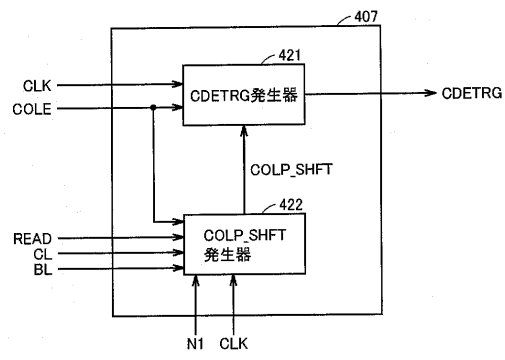 407
421
CLK
COLE
CDETRG発生器
CDETRG
COLP_SHFT
422
READ
CL
BL
COLP_SHFT
発生器
N1
CLK